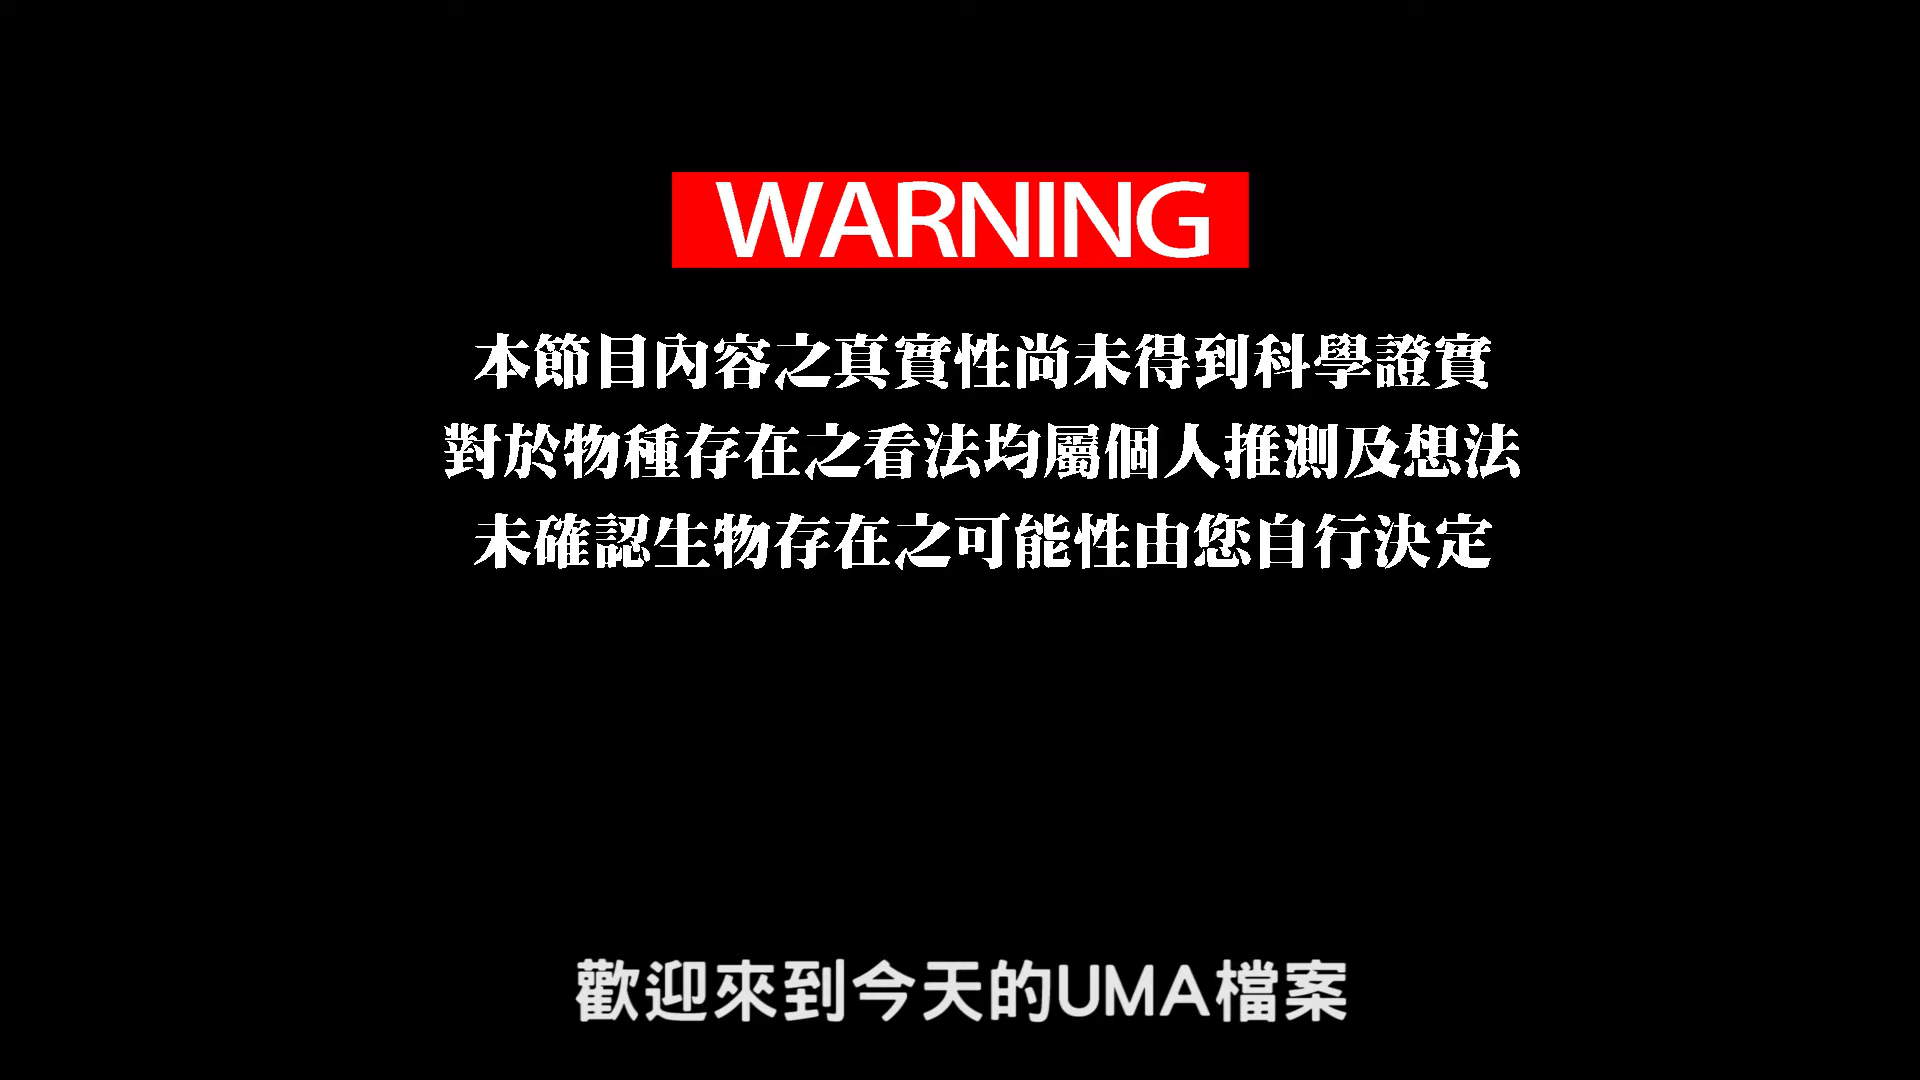 WARNING
本節目內容之真實性尚未得到科學證實
對於物種存在之看法均屬個人推測及想法
未確認生物存在之可能性由您自行決定
歡迎來到今天的UMA檔案